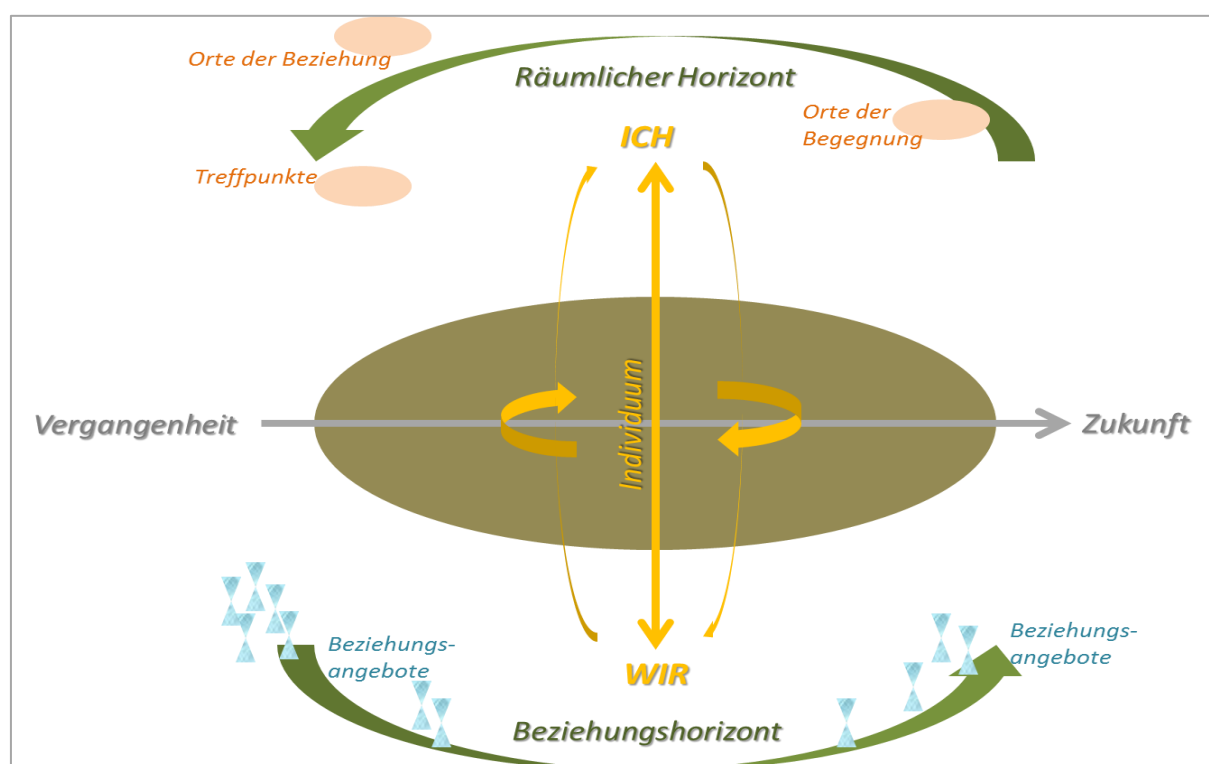 Orte der Beziehung
Räumlicher Horizont
Orte der
Begegnung
ICH
Treffpunkte
Individuum
Vergangenheit
Zukunft
Beziehungs-
angebote
Beziehungs-
angebote
WIR
Beziehungshorizont